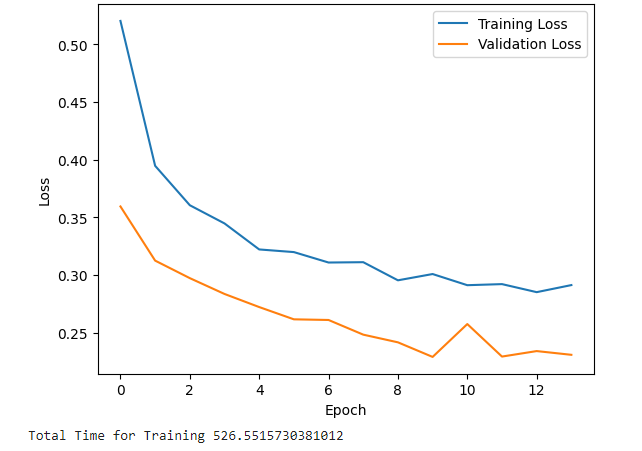 Training Loss
Validation Loss
0.50
0.45
0.40
0.35
0.30
0.25
Loss
0 2 4 6 8 10 12
Epoch
Total Time for Training 526.5515730381012